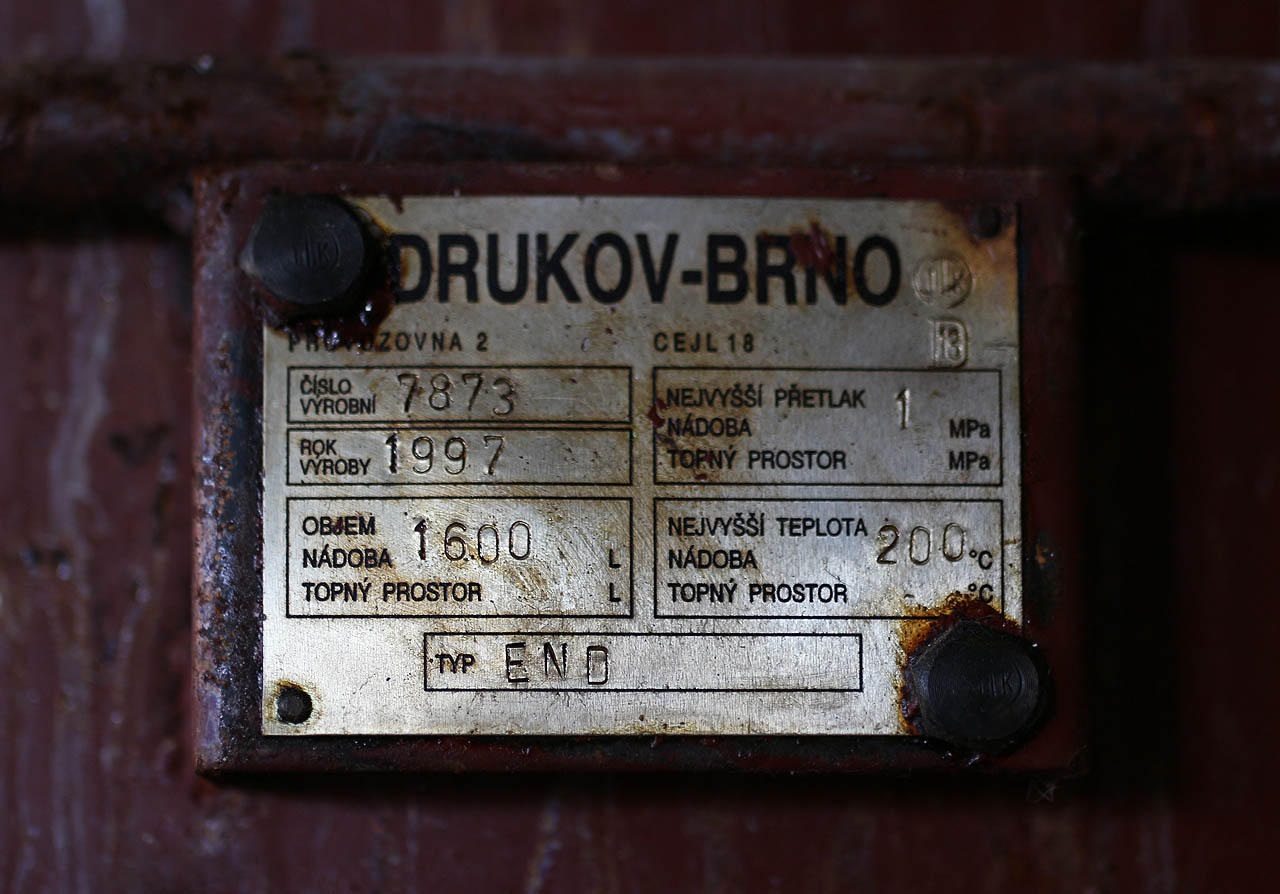 DRUKOV-BRNO
PROVOZOVNA 2 CEJL 18
13
ČÍSLO
VÝROBNÍ 7873
ROK
VÝROBY 1997
NEJVYŠŠÍ PŘETLAK 1
NÁDOBA MPa
TOPNÝ PROSTOR MPa
OBJEM 1600
NÁDOBA L
TOPNÝ PROSTOR L
NEJVYŠŠÍ TEPLOTA 200
NÁDOBA °C
TOPNÝ PROSTOR - °C
TYP END